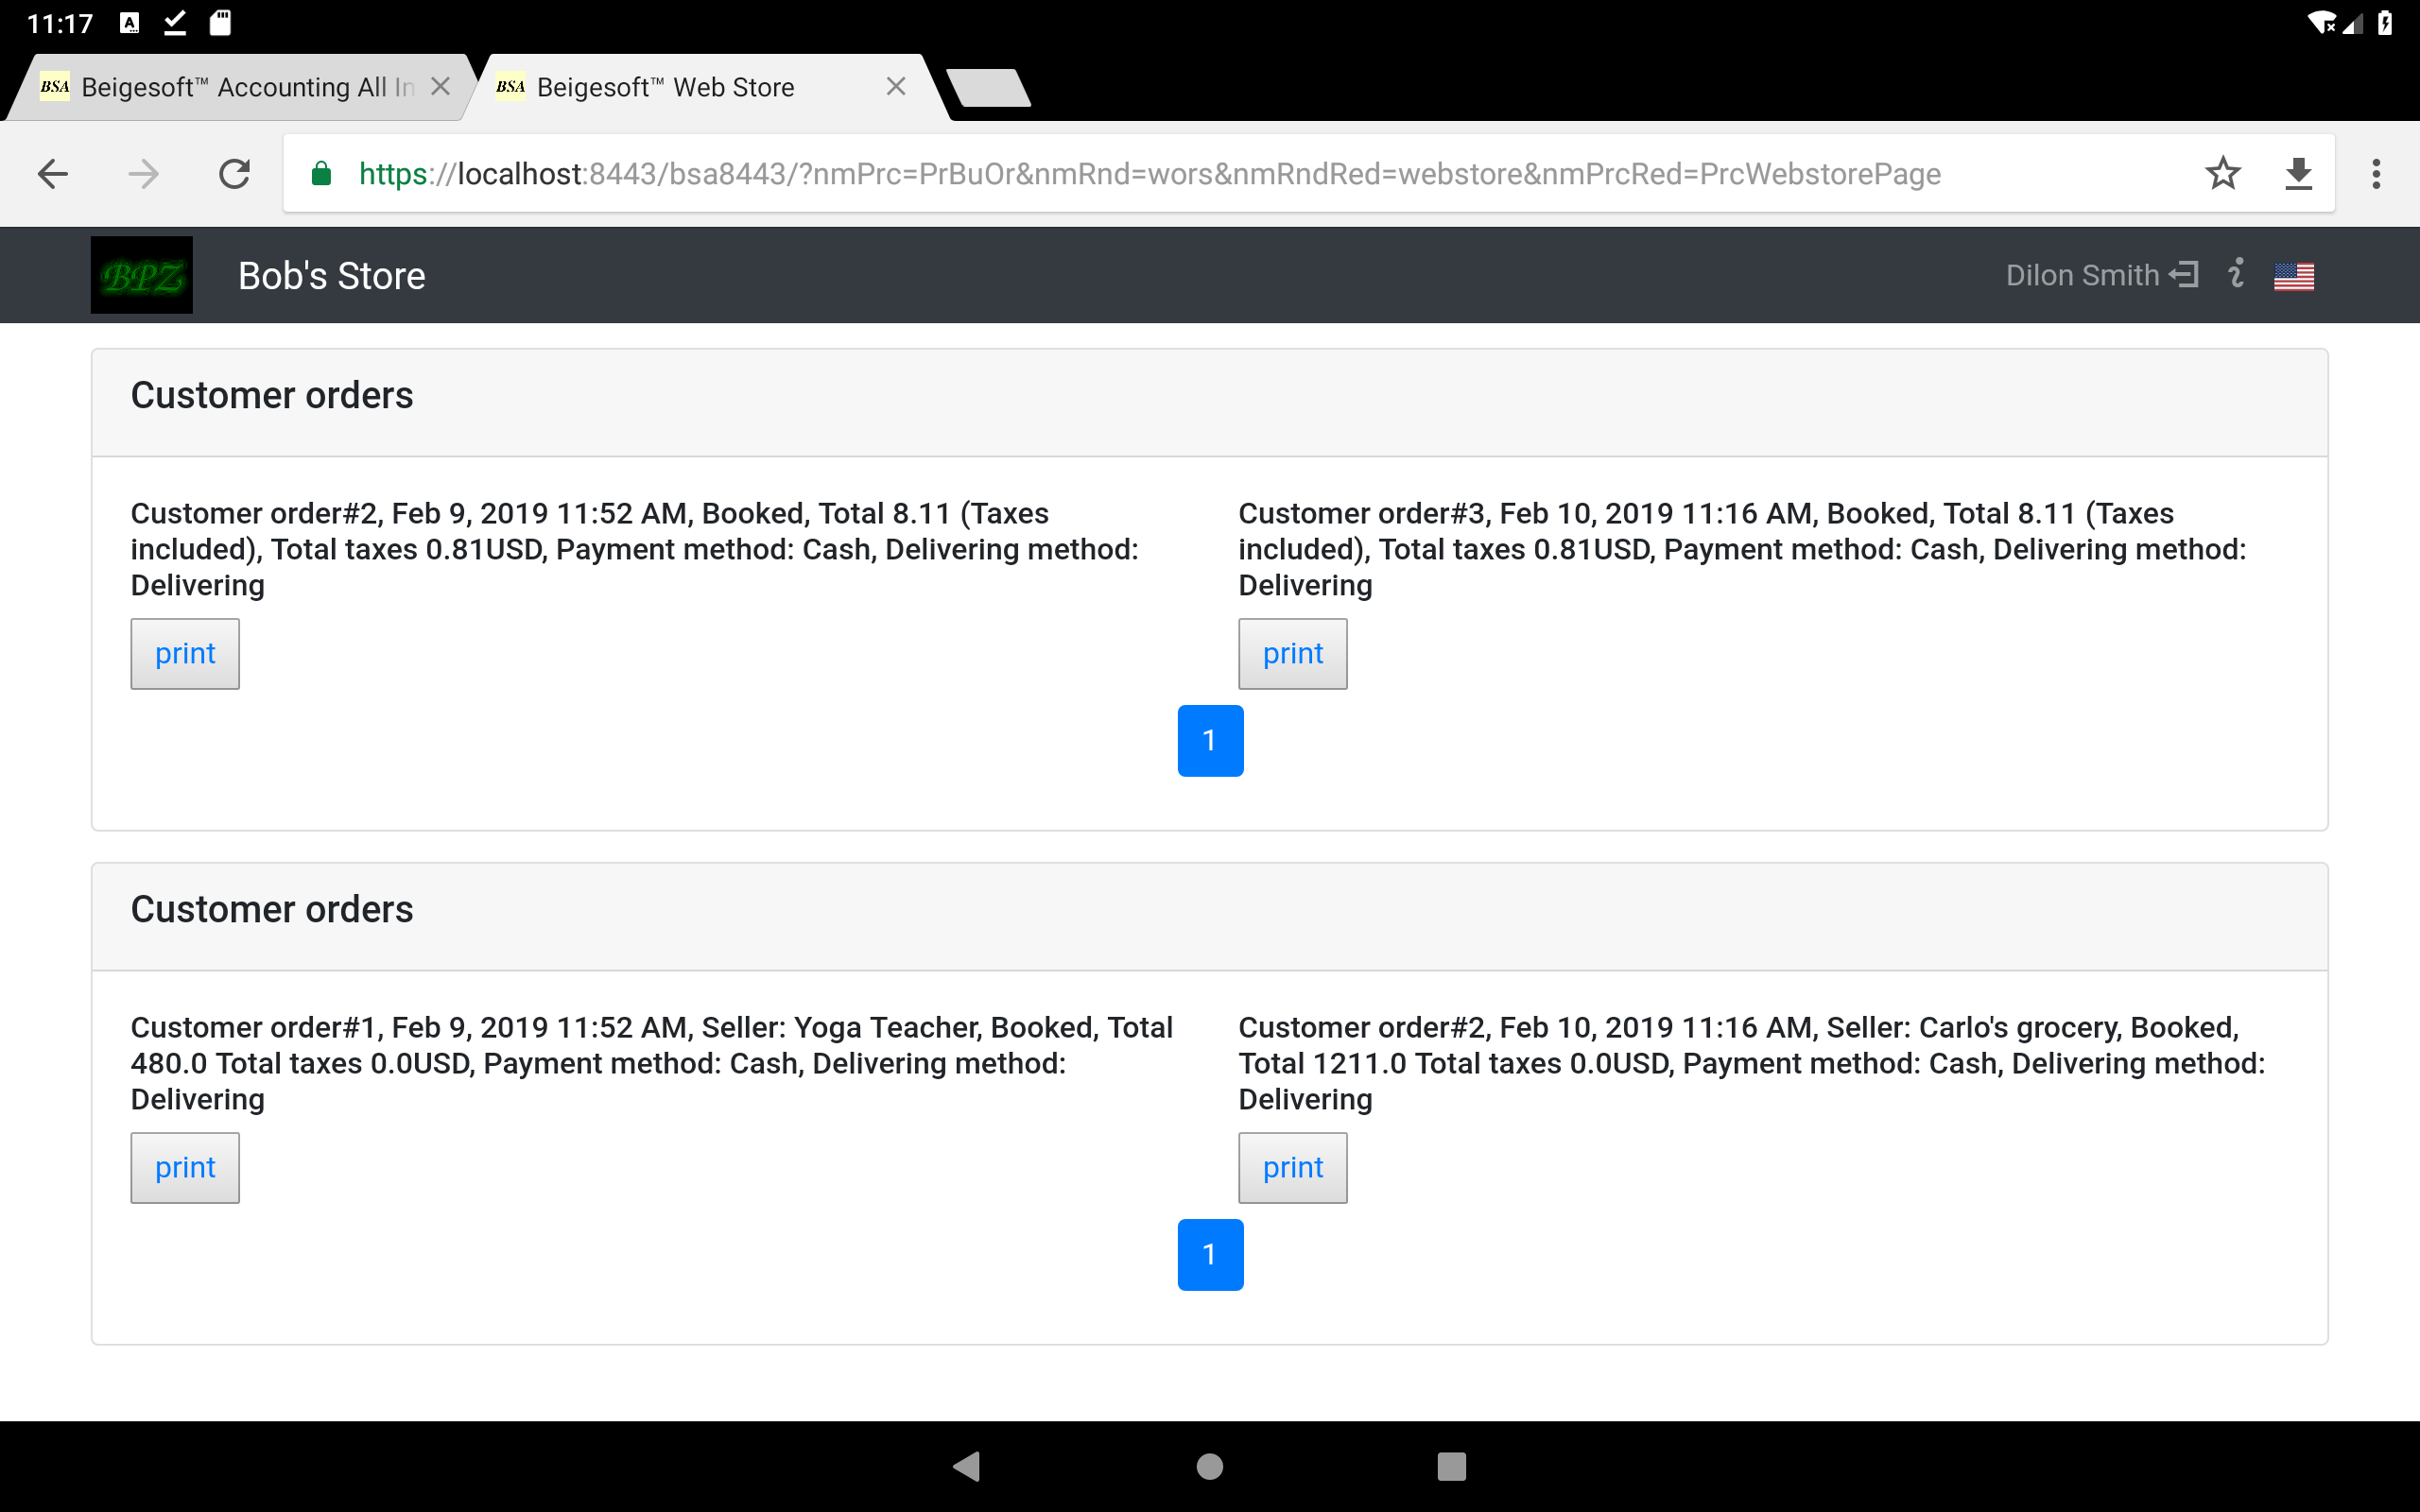 11:17
BSA Beigesoft™ Accounting All In
BSA Beigesoft™ Web Store
https://localhost:8443/bsa8443/?nmPrc=PrBuOr&nmRnd=wors&nmRndRed=webstore&nmPrcRed=PrcWebstorePage
BPZ
Bob's Store
Dilon Smith
Customer orders
Customer order#2, Feb 9, 2019 11:52 AM, Booked, Total 8.11 (Taxes
included), Total taxes 0.81USD, Payment method: Cash, Delivering method:
Delivering
print
Customer order#3, Feb 10, 2019 11:16 AM, Booked, Total 8.11 (Taxes
included), Total taxes 0.81USD, Payment method: Cash, Delivering method:
Delivering
print
1
Customer orders
Customer order#1, Feb 9, 2019 11:52 AM, Seller: Yoga Teacher, Booked, Total
480.0 Total taxes 0.0USD, Payment method: Cash, Delivering method:
Delivering
print
Customer order#2, Feb 10, 2019 11:16 AM, Seller: Carlo's grocery, Booked,
Total 1211.0 Total taxes 0.0USD, Payment method: Cash, Delivering method:
Delivering
print
1